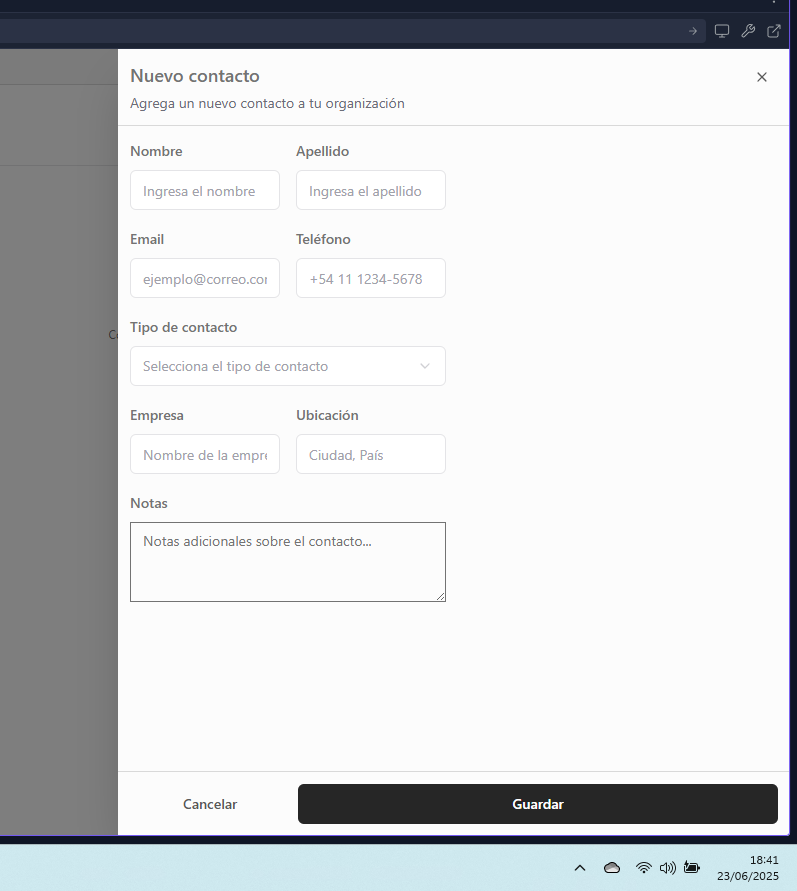 Nuevo contacto
Agrega un nuevo contacto a tu organización
Nombre
Apellido
Ingresa el nombre
Ingresa el apellido
Email
Teléfono
ejemplo@correo.con
+54 11 1234-5678
Tipo de contacto
Selecciona el tipo de contacto
Empresa
Ubicación
Nombre de la empre
Ciudad, País
Notas
Notas adicionales sobre el contacto...
Cancelar
Guardar
18:41
23/06/2025